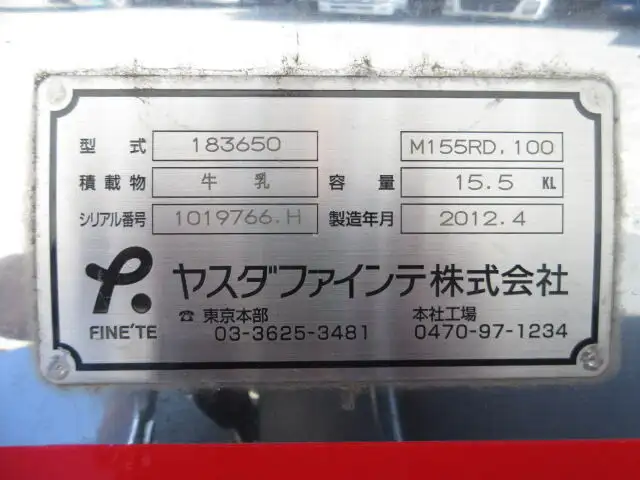 型式 183650 M155RD.100
積載物 牛乳 容量 15.5 KL
シリアル番号 1019766.H 製造年月 2012.4
ヤスダファインテ株式会社
FINE'TE ☎ 東京本部 本社工場
03-3625-3481 0470-97-1234